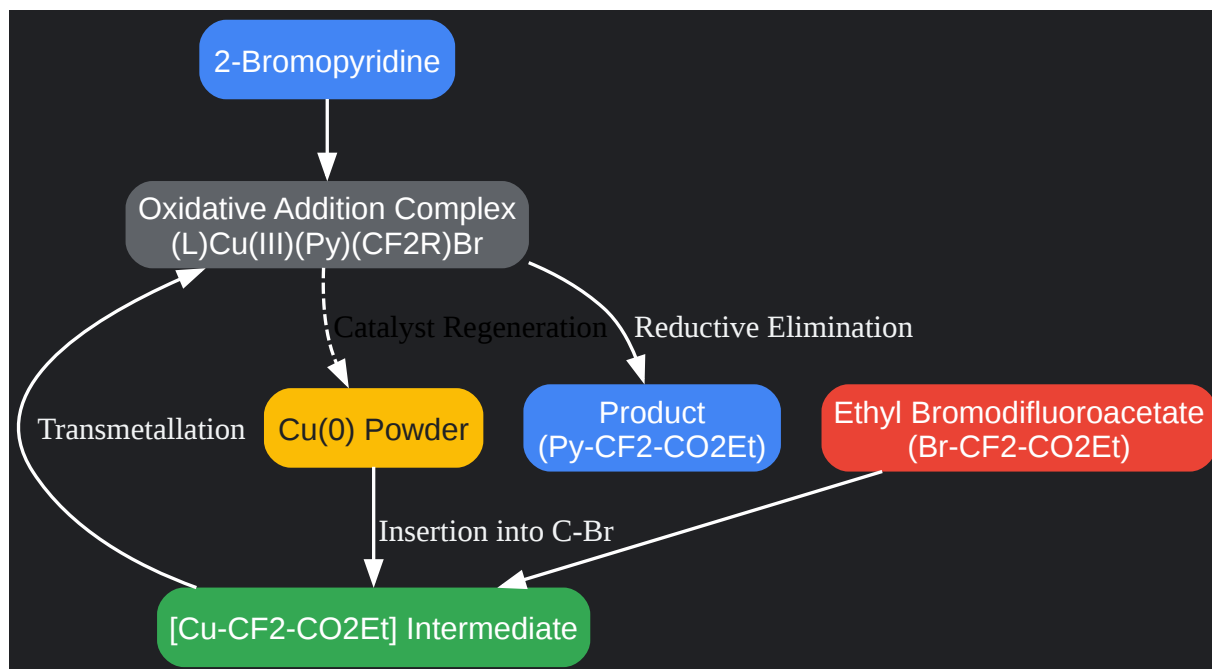 2-Bromopyridine
Oxidative Addition Complex
(L)Cu(III)(Py)(CF2R)Br
Catalyst Regeneration
Reductive Elimination
Transmetallation
Cu(0) Powder
Product
(Py-CF2-CO2Et)
Ethyl Bromodifluoroacetate
(Br-CF2-CO2Et)
Insertion into C-Br
[Cu-CF2-CO2Et] Intermediate